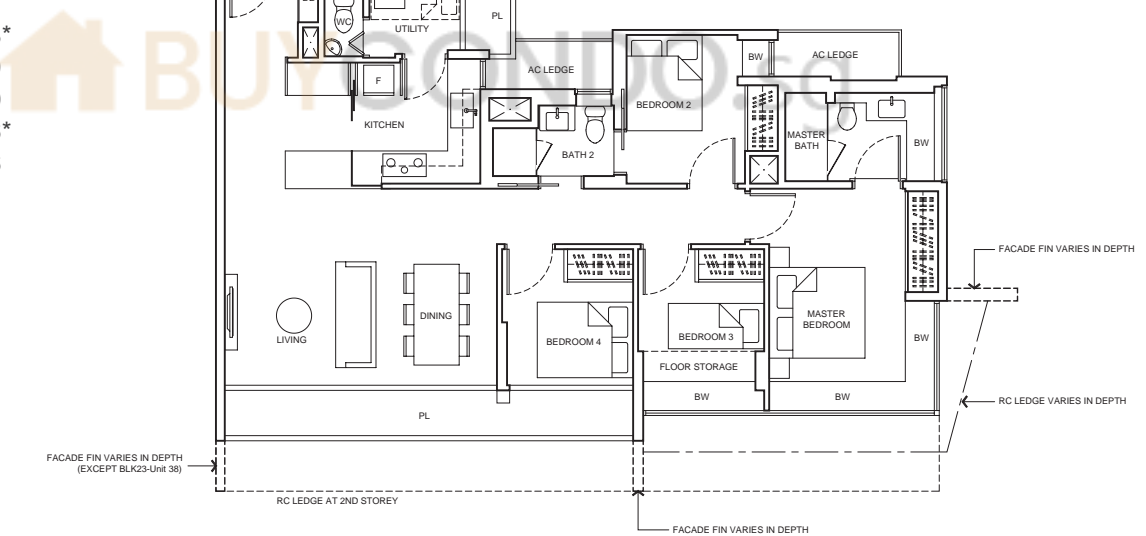 *
*
BUYCONDO.sg
WC
UTILITY
PL
F
AC LEDGE
BW
AC LEDGE
BEDROOM 2
KITCHEN
MASTER
BATH
BW
BATH 2
FACADE FIN VARIES IN DEPTH
DINING
LIVING
BEDROOM 4
BEDROOM 3
MASTER
BEDROOM
BW
FLOOR STORAGE
BW
BW
RC LEDGE VARIES IN DEPTH
PL
FACADE FIN VARIES IN DEPTH
(EXCEPT BLK23-Unit 38)
RC LEDGE AT 2ND STOREY
FACADE FIN VARIES IN DEPTH